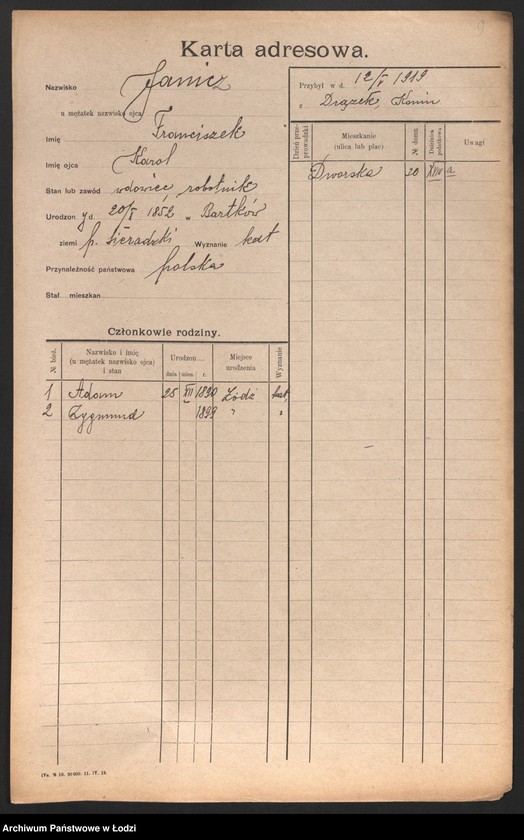 Karta adresowa.
Nazwisko Janicz
u mężatek nazwisko ojca
Imię Franciszek
Imię ojca Karol
Stan lub zawód wdowiec, robotnik
Urodzon y d. 20/V 1852 w Bartków
ziemi p. Sieradzki Wyznanie kat
Przynależność państwowa polska
Stał. mieszkan.
Przybył w d. 12/V 1919
z Drążek, Konin
Dzień przeprowadzki
Mieszkanie
(ulica lub plac)
№ domu.
Dzielnica podatkowa
Uwagi
Dworska 20 XIII a
Członkowie rodziny.
№ bież.
Nazwisko i imię
(u mężatek nazwisko ojca)
i stan
Urodzon
dnia mies. r.
Miejsce
urodzenia
Wyznanie
1 Adam 25 XII 1890 Łódź kat.
2 Zygmund 1899 " "
Archiwum Państwowe w Łodzi